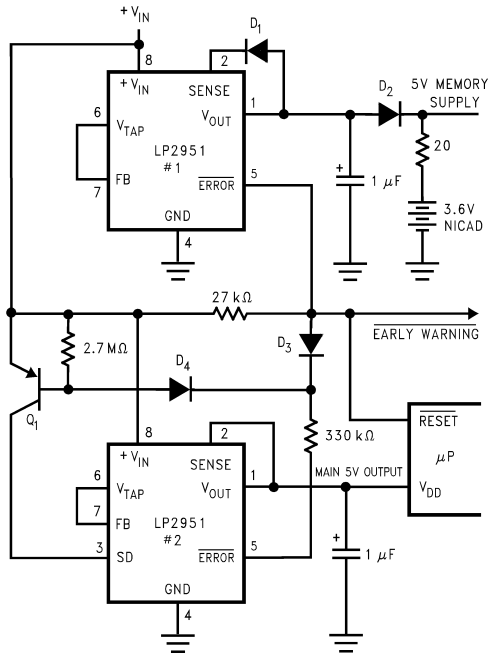 + VIN
D1
8
2
+ VIN
SENSE
6
VTAP
VOUT
1
D2
5V MEMORY
SUPPLY
20
LP2951
#1
7
FB
ERROR
5
+
1 μF
3.6V
NICAD
GND
4
27 kΩ
EARLY WARNING
2.7 MΩ
D3
D4
Q1
8
2
330 kΩ
RESET
+ VIN
SENSE
μP
6
VTAP
VOUT
1
MAIN 5V OUTPUT
VDD
7
FB
LP2951
#2
3
SD
ERROR
5
+
1 μF
GND
4